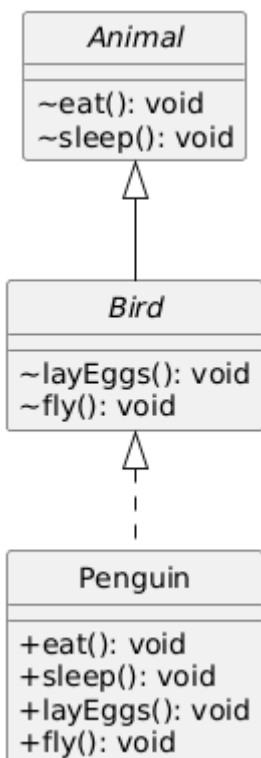 Animal
~eat(): void
~sleep(): void
Bird
~layEggs(): void
~fly(): void
Penguin
+eat(): void
+sleep(): void
+layEggs(): void
+fly(): void